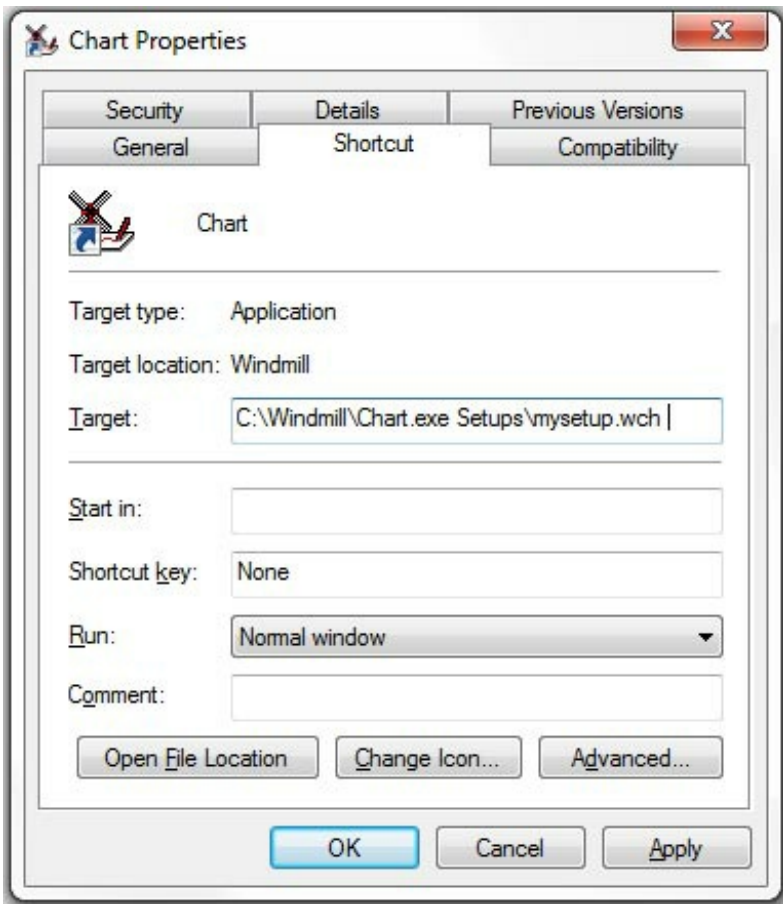 Chart Properties
Security Details Previous Versions
General Shortcut Compatibility
Chart
Target type: Application
Target location: Windmill
Target: C:\Windmill\Chart.exe Setups\mysetup.wch
Start in:
Shortcut key: None
Run: Normal window
Comment:
Open File Location Change Icon... Advanced...
OK Cancel Apply